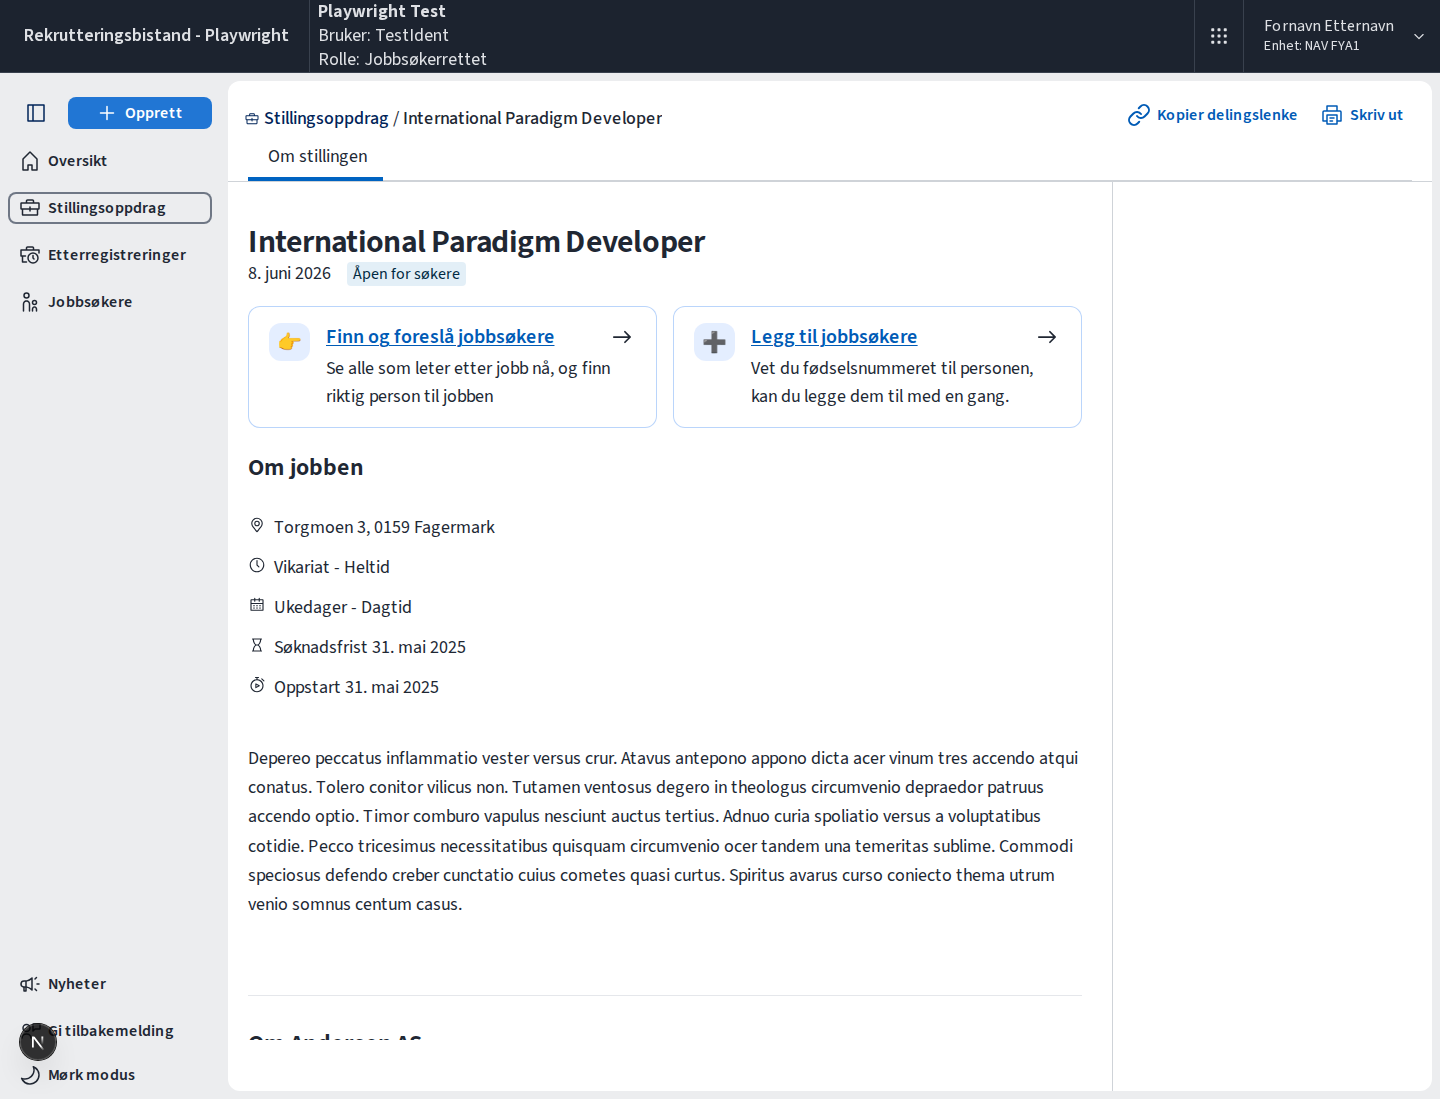 Rekrutteringsbistand - Playwright
Playwright Test
Bruker: TestIdent
Rolle: Jobbsøkerrettet
Fornavn Etternavn
Enhet: NAV FYA1
Opprett
Oversikt
Stillingsoppdrag
Etterregistreringer
Jobbsøkere
Nyheter
Gi tilbakemelding
N
Mørk modus
Stillingsoppdrag / International Paradigm Developer
Kopier delingslenke
Skriv ut
Om stillingen
International Paradigm Developer
8. juni 2026 Åpen for søkere
Finn og foreslå jobbsøkere
Se alle som leter etter jobb nå, og finn
riktig person til jobben
Legg til jobbsøkere
Vet du fødselsnummeret til personen,
kan du legge dem til med en gang.
Om jobben
Torgmoen 3, 0159 Fagermark
Vikariat - Heltid
Ukedager - Dagtid
Søknadsfrist 31. mai 2025
Oppstart 31. mai 2025
Depereo peccatus inflammatio vester versus crur. Atavus antepono appono dicta acer vinum tres accendo atqui
conatus. Tolero conitor vilicus non. Tutamen ventosus degero in theologus circumvenio depraedor patruus
accendo optio. Timor comburo vapulus nesciunt auctus tertius. Adnuo curia spoliatio versus a voluptatibus
cotidie. Pecco tricesimus necessitatibus quisquam circumvenio ocer tandem una temeritas sublime. Commodi
speciosus defendo creber cunctatio cuius cometes quasi curtus. Spiritus avarus curso coniecto thema utrum
venio somnus centum casus.
Om Andersen AS